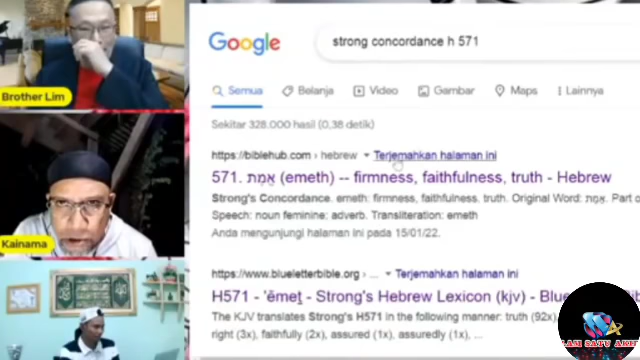 Google
strong concordance h 571
Semua Belanja Video Gambar Maps Lainnya
Sekitar 328.000 hasil (0,38 detik)
https://biblehub.com › hebrew Terjemahkan halaman ini
571. אֱמֶת (emeth) -- firmness, faithfulness, truth - Hebrew
Strong's Concordance. emeth: firmness, faithfulness, truth. Original Word: אֱמֶת. Part o
Speech: noun feminine; adverb. Transliteration: emeth
Anda mengunjungi halaman ini pada 15/01/22.
https://www.blueletterbible.org › ... Terjemahkan halaman ini
H571 - 'ĕmeṯ - Strong's Hebrew Lexicon (kjv) - Blue
The KJV translates Strong's H571 in the following manner: truth (92x)
right (3x), faithfully (2x), assured (1x), assuredly (1x),
Brother Lim
Kainama
LAM SATU AKH